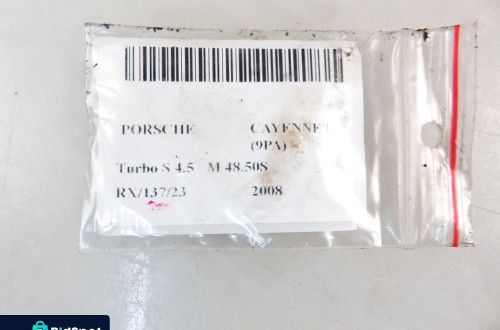 PORSCHE CAYENNE
(9PA)
Turbo S 4.5 M 48.50S
RX/137/23 2008